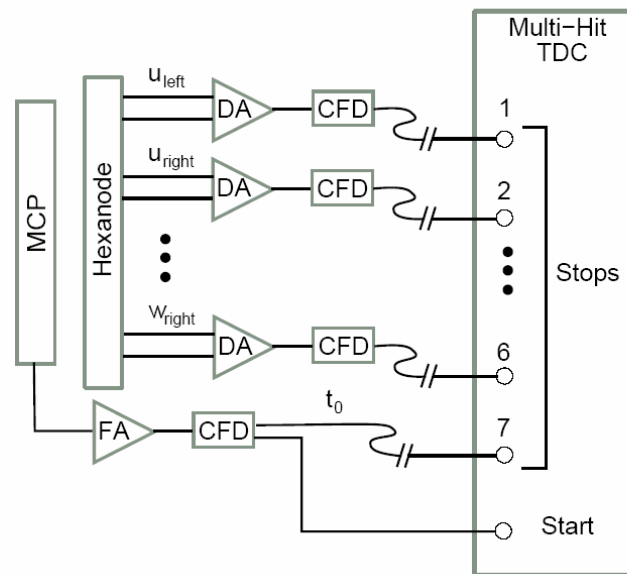 Multi-Hit
TDC
u_left
DA
CFD
1
u_right
DA
CFD
2
MCP
Hexanode
Stops
w_right
DA
CFD
6
t_0
FA
CFD
7
Start